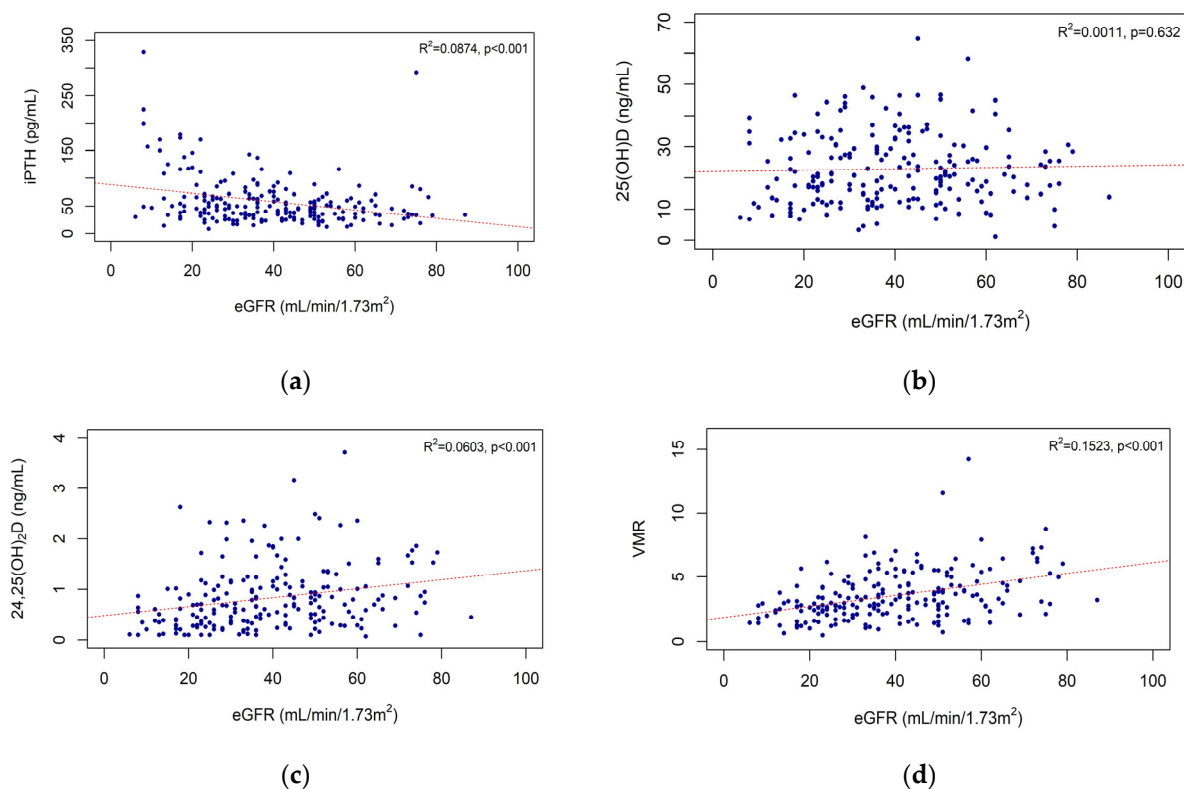 R²=0.0874, p<0.001
350
250
150
100
50
0
iPTH (pg/mL)
0 20 40 60 80 100
eGFR (mL/min/1.73m²)
(a)
R²=0.0011, p=0.632
70
50
30
20
10
0
25(OH)D (ng/mL)
0 20 40 60 80 100
eGFR (mL/min/1.73m²)
(b)
R²=0.0603, p<0.001
4
3
2
1
0
24,25(OH)₂D (ng/mL)
0 20 40 60 80 100
eGFR (mL/min/1.73m²)
(c)
R²=0.1523, p<0.001
15
10
5
0
VMR
0 20 40 60 80 100
eGFR (mL/min/1.73m²)
(d)